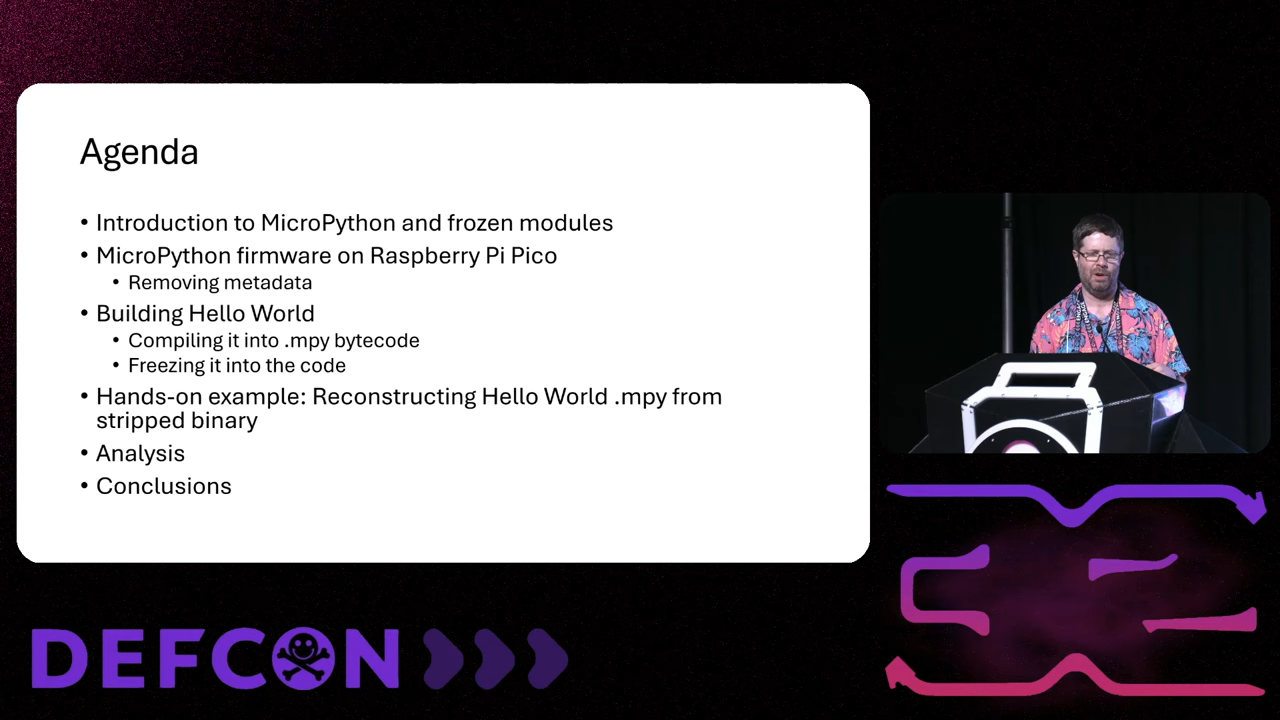 Agenda
• Introduction to MicroPython and frozen modules
• MicroPython firmware on Raspberry Pi Pico
• Removing metadata
• Building Hello World
• Compiling it into .mpy bytecode
• Freezing it into the code
• Hands-on example: Reconstructing Hello World .mpy from
stripped binary
• Analysis
• Conclusions
DEFCON